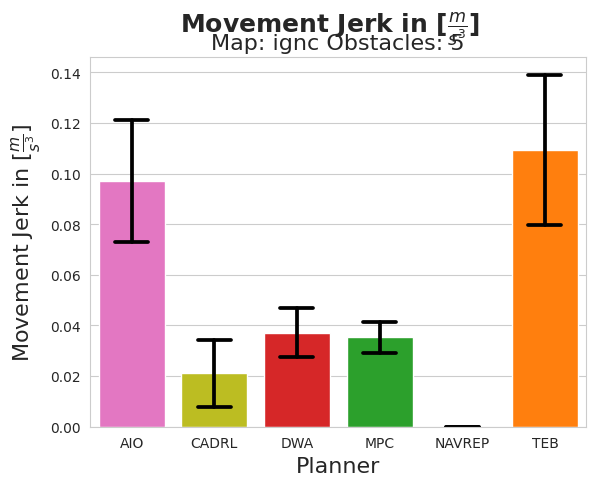 Movement Jerk in [m/s³]
Map: ignc Obstacles: 5
Movement Jerk in [m/s³]
0.14
0.12
0.10
0.08
0.06
0.04
0.02
0.00
AIO CADRL DWA MPC NAVREP TEB
Planner